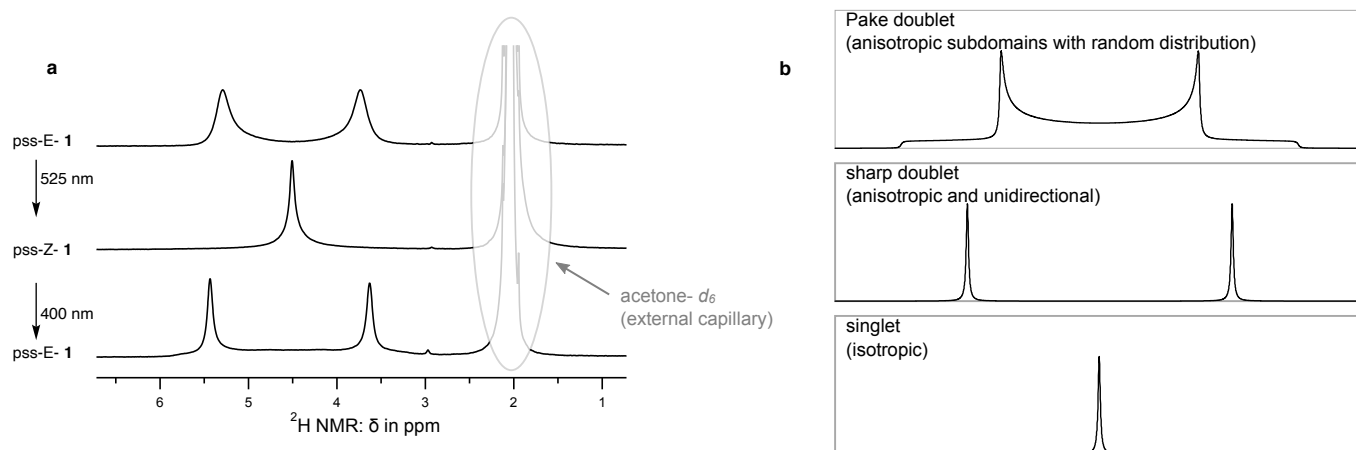 a
pss-E- 1
525 nm
pss-Z- 1
400 nm
pss-E- 1
acetone- d6
(external capillary)
6 5 4 3 2 1
²H NMR: δ in ppm
b
Pake doublet
(anisotropic subdomains with random distribution)
sharp doublet
(anisotropic and unidirectional)
singlet
(isotropic)